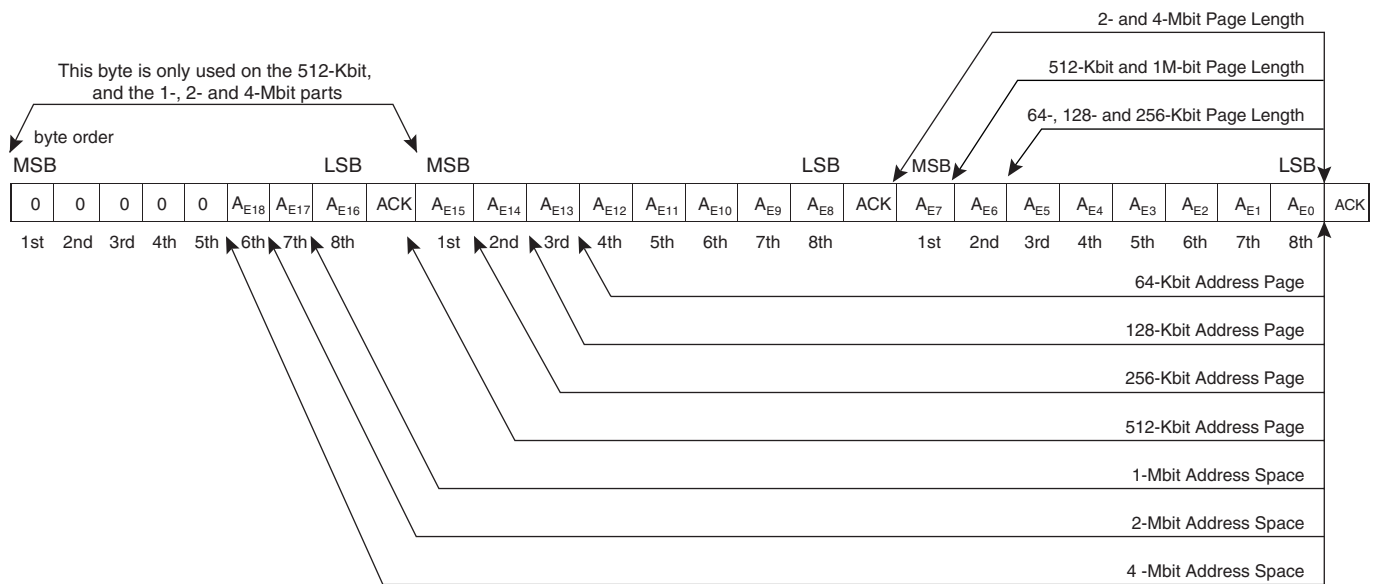 2- and 4-Mbit Page Length
This byte is only used on the 512-Kbit,
and the 1-, 2- and 4-Mbit parts
512-Kbit and 1M-bit Page Length
64-, 128- and 256-Kbit Page Length
byte order
MSB LSB MSB LSB MSB LSB
0 0 0 0 0 AE18 AE17 AE16 ACK AE15 AE14 AE13 AE12 AE11 AE10 AE9 AE8 ACK AE7 AE6 AE5 AE4 AE3 AE2 AE1 AE0 ACK
1st 2nd 3rd 4th 5th 6th 7th 8th 1st 2nd 3rd 4th 5th 6th 7th 8th 1st 2nd 3rd 4th 5th 6th 7th 8th
64-Kbit Address Page
128-Kbit Address Page
256-Kbit Address Page
512-Kbit Address Page
1-Mbit Address Space
2-Mbit Address Space
4 -Mbit Address Space